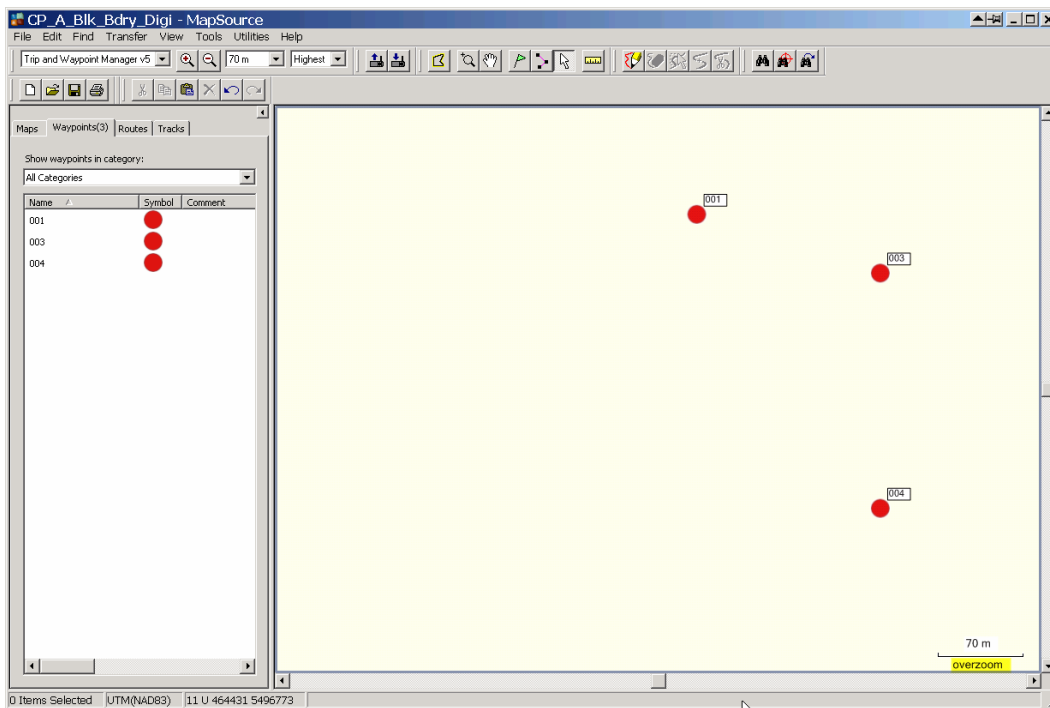 CP_A_Blk_Bdry_Digi - MapSource
File Edit Find Transfer View Tools Utilities Help
Trip and Waypoint Manager v5 70 m Highest
Maps Waypoints(3) Routes Tracks
Show waypoints in category:
All Categories
Name Symbol Comment
001
003
004
001
003
004
70 m
overzoom
0 Items Selected UTM(NAD83) 11 U 464431 5496773